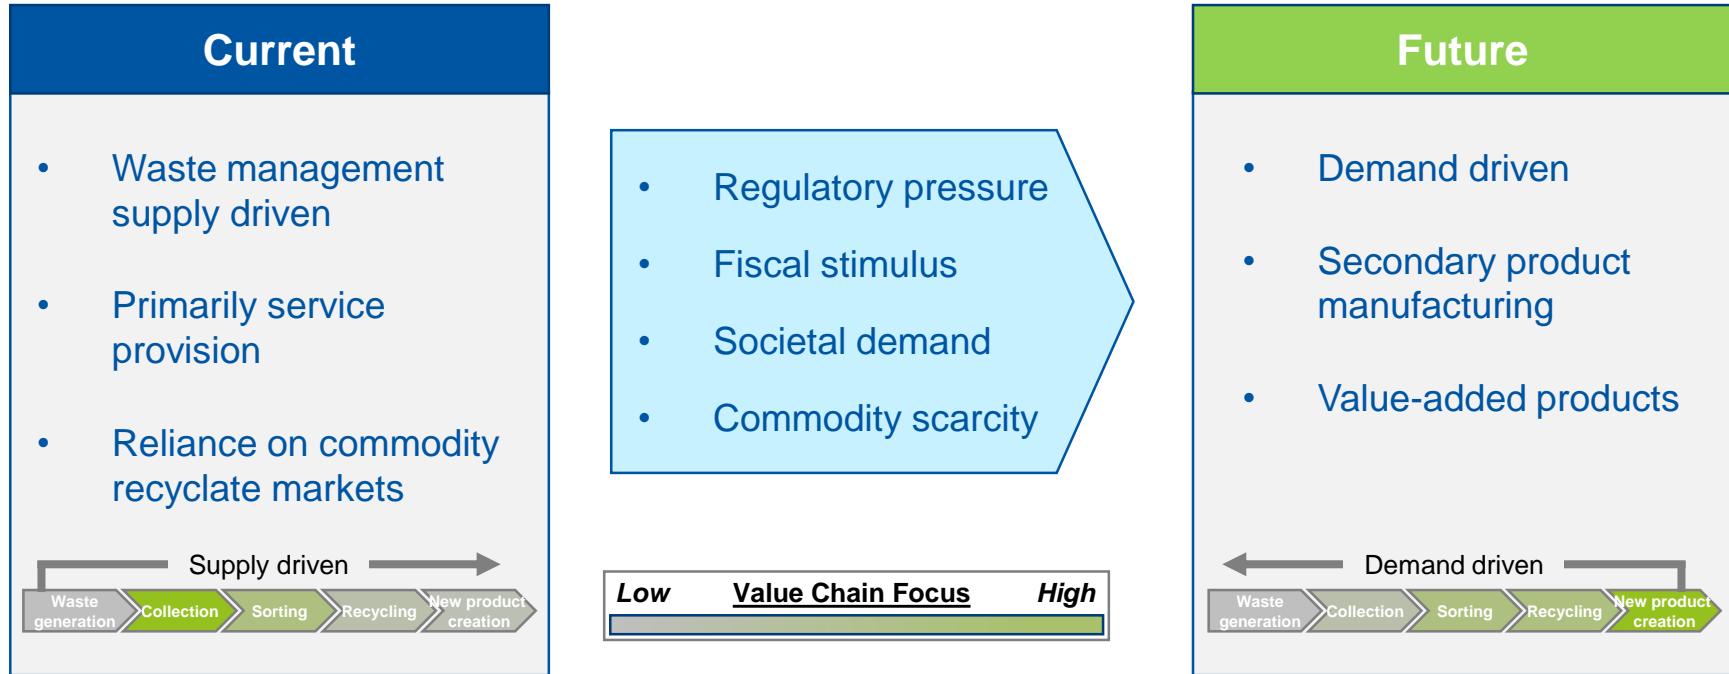 Current
• Waste management
supply driven
• Primarily service
provision
• Reliance on commodity
recyclate markets
Supply driven
Waste
generation
Collection
Sorting
Recycling
New product
creation
• Regulatory pressure
• Fiscal stimulus
• Societal demand
• Commodity scarcity
Low Value Chain Focus High
Future
• Demand driven
• Secondary product
manufacturing
• Value-added products
Demand driven
Waste
generation
Collection
Sorting
Recycling
New product
creation